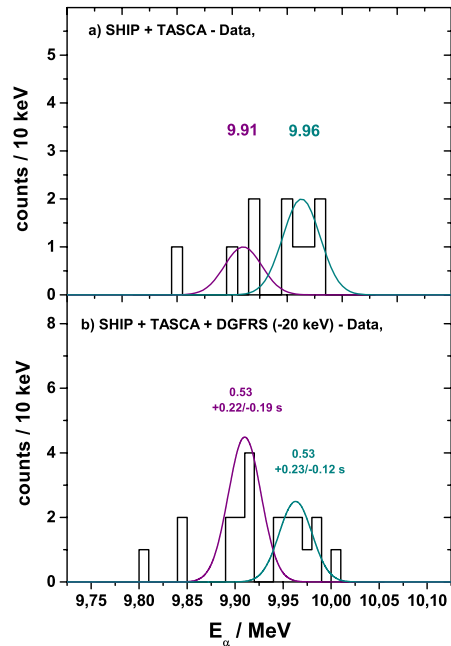 a) SHIP + TASCA - Data,
9.91
9.96
counts / 10 keV
5
4
3
2
1
0
b) SHIP + TASCA + DGFRS (-20 keV) - Data,
0.53
+0.22/-0.19 s
0.53
+0.23/-0.12 s
counts / 10 keV
8
6
4
2
0
9,75 9,80 9,85 9,90 9,95 10,00 10,05 10,10
E α / MeV